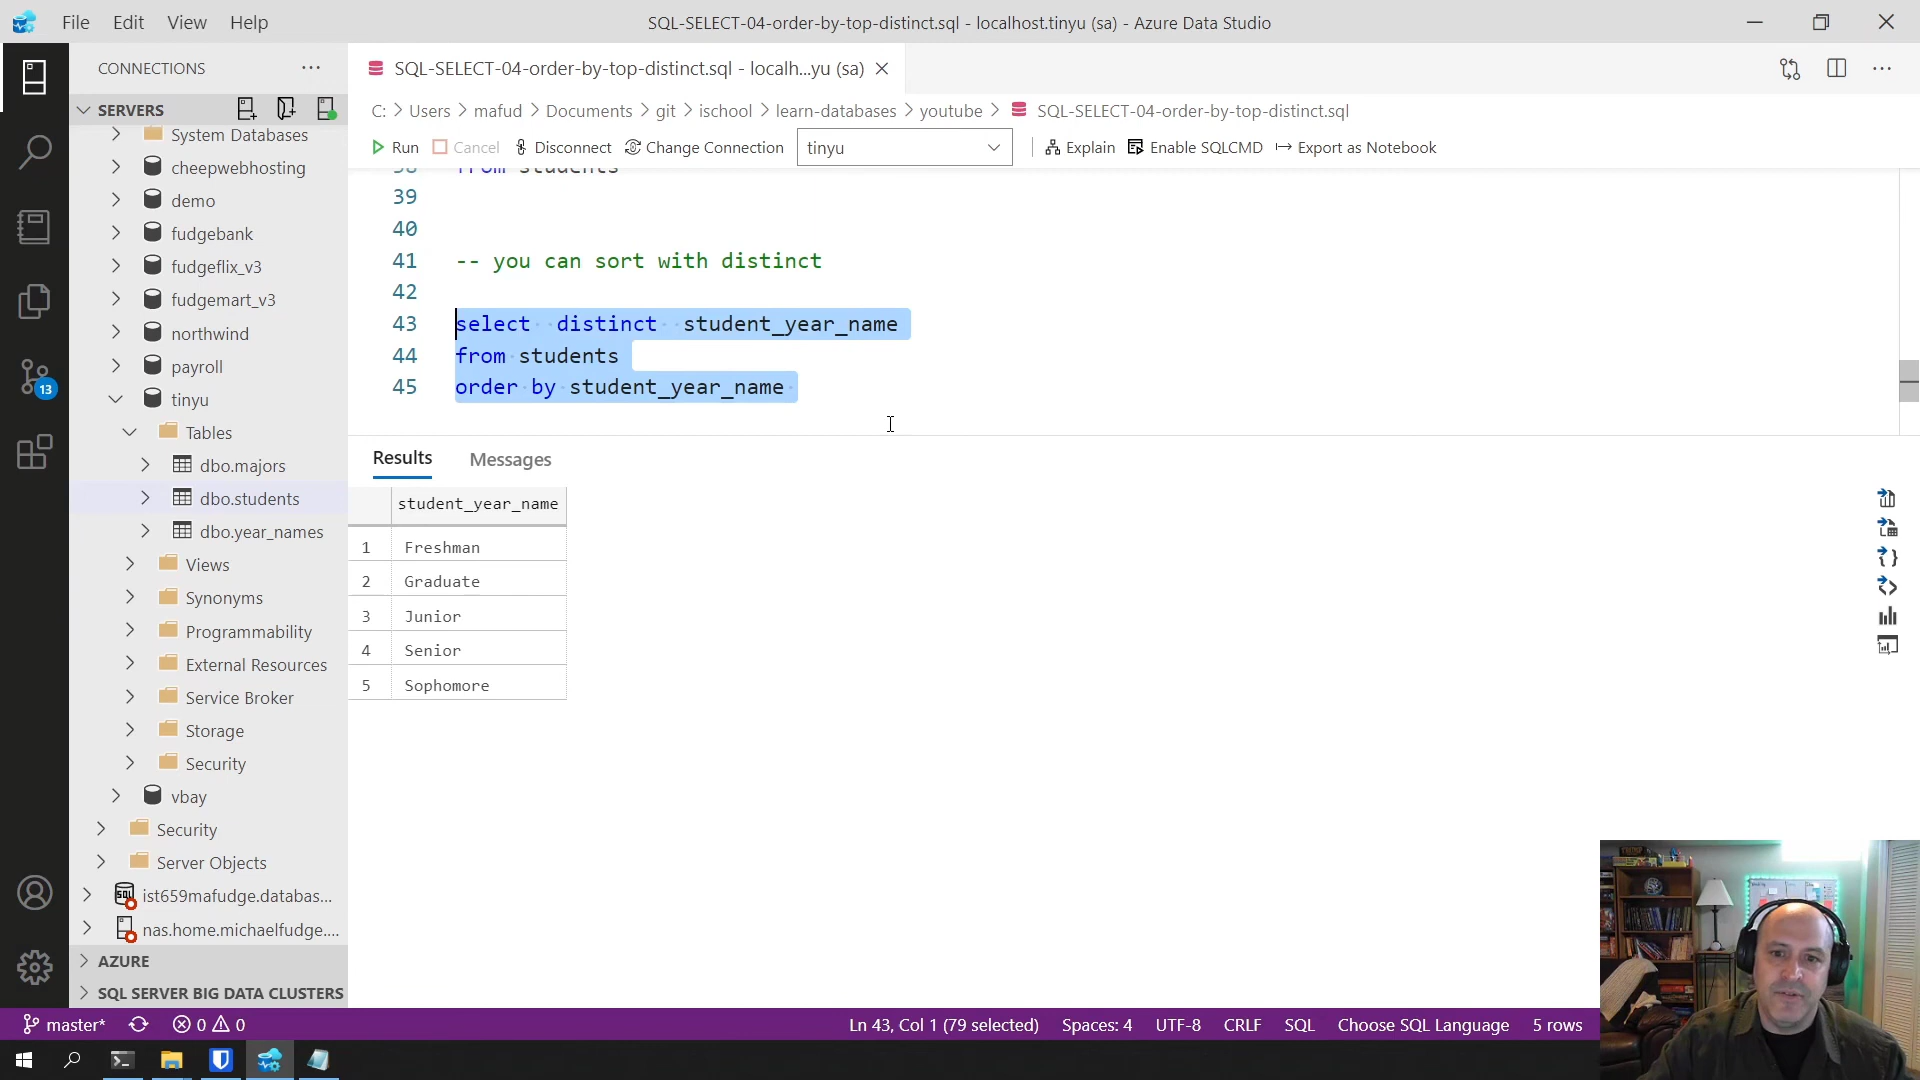 File Edit View Help
SQL-SELECT-04-order-by-top-distinct.sql - localhost.tinyu (sa) - Azure Data Studio
CONNECTIONS
SQL-SELECT-04-order-by-top-distinct.sql - localh...yu (sa)
SERVERS
C: > Users > mafud > Documents > git > ischool > learn-databases > youtube > SQL-SELECT-04-order-by-top-distinct.sql
Run Cancel Disconnect Change Connection tinyu Explain Enable SQLCMD Export as Notebook
System Databases
cheepwebhosting
demo
fudgebank
fudgeflix_v3
fudgemart_v3
northwind
payroll
tinyu
Tables
dbo.majors
dbo.students
dbo.year_names
Views
Synonyms
Programmability
External Resources
Service Broker
Storage
Security
vbay
Security
Server Objects
ist659mafudge.databas...
nas.home.michaelfudge....
AZURE
SQL SERVER BIG DATA CLUSTERS
13
38 from students
39
40
41 -- you can sort with distinct
42
43 select distinct student_year_name
44 from students
45 order by student_year_name
Results Messages
student_year_name
1 Freshman
2 Graduate
3 Junior
4 Senior
5 Sophomore
master* 0 0 Ln 43, Col 1 (79 selected) Spaces: 4 UTF-8 CRLF SQL Choose SQL Language 5 rows